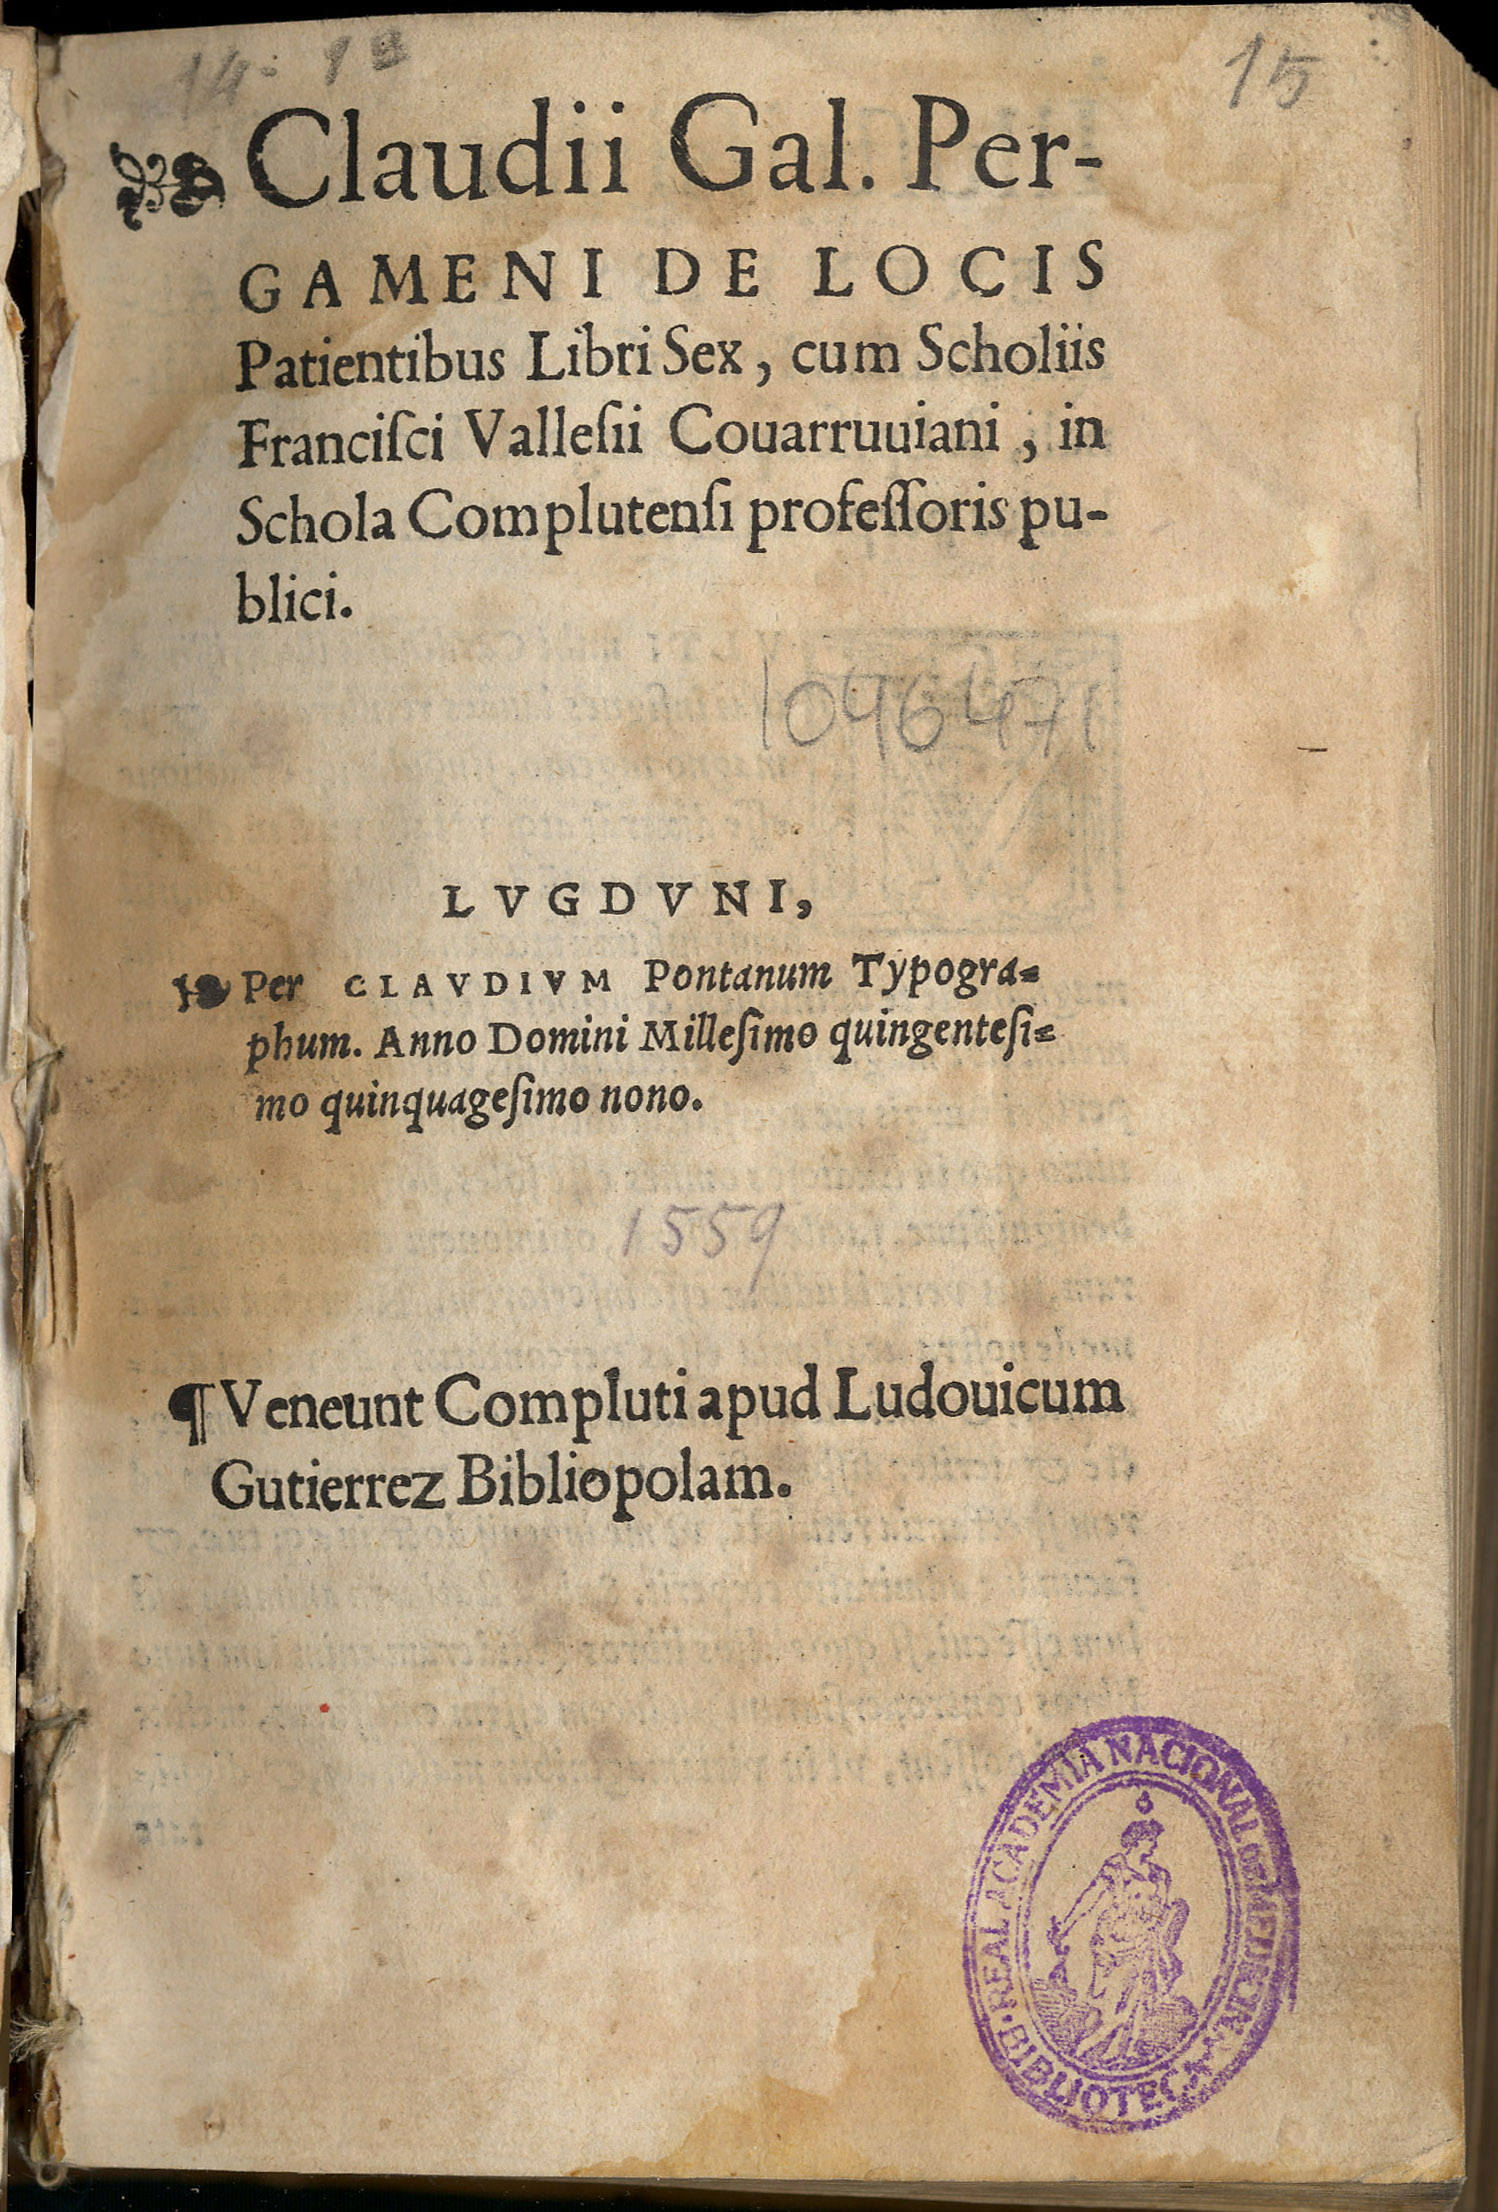 14 : 18
15
Claudii Gal. Per-
GAMENI DE LOCIS
Patientibus Libri Sex, cum Scholiis
Franciſci Valleſii Couarruuiani, in
Schola Complutenſi profeſſoris pu-
blici.
1046471
LVGDVNI,
Per CLAVDIVM Pontanum Typogra-
phum. Anno Domini Milleſimo quingenteſi-
mo quinquageſimo nono.
1559
¶ Veneunt Compluti apud Ludouicum
Gutierrez Bibliopolam.
REAL ACADEMIA NACIONAL DE MEDICINA
BIBLIOTECA